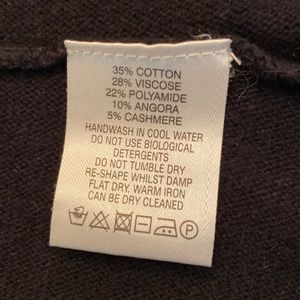 35% COTTON
28% VISCOSE
22% POLYAMIDE
10% ANGORA
5% CASHMERE
HANDWASH IN COOL WATER
DO NOT USE BIOLOGICAL
DETERGENTS
DO NOT TUMBLE DRY
RE-SHAPE WHILST DAMP
FLAT DRY, WARM IRON
CAN BE DRY CLEANED
P